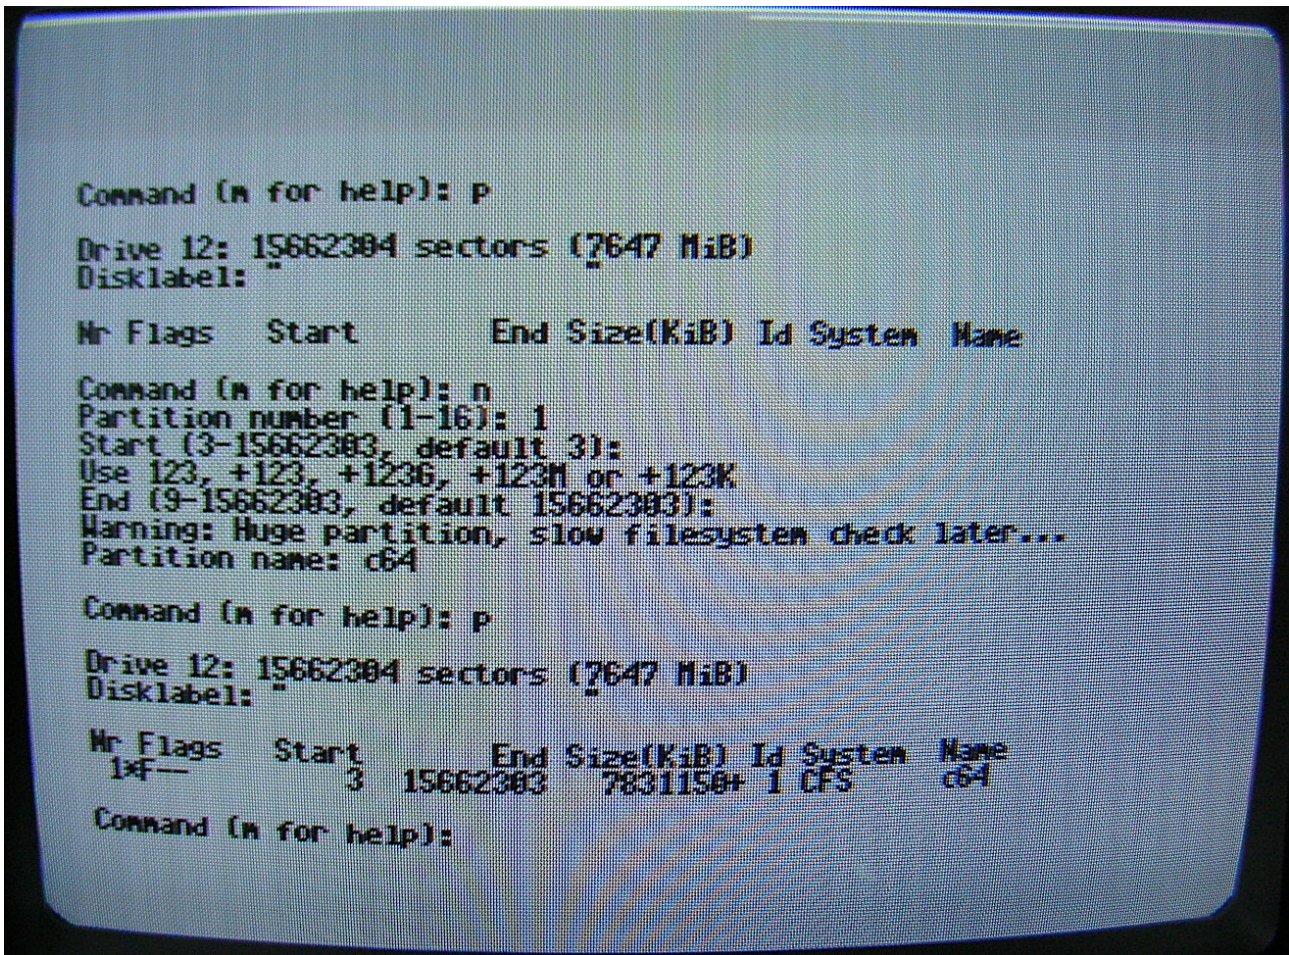 Command (m for help): p
Drive 12: 15662304 sectors (7647 MiB)
Disklabel: "                "
Nr Flags   Start        End Size(KiB) Id System  Name
Command (m for help): n
Partition number (1-16): 1
Start (3-15662303, default 3):
Use 123, +123, +123G, +123M or +123K
End (9-15662303, default 15662303):
Warning: Huge partition, slow filesystem check later...
Partition name: c64
Command (m for help): p
Drive 12: 15662304 sectors (7647 MiB)
Disklabel: "                "
Nr Flags   Start        End Size(KiB) Id System  Name
1*F--          3   15662303   7831150+ 1 CFS     c64
Command (m for help):